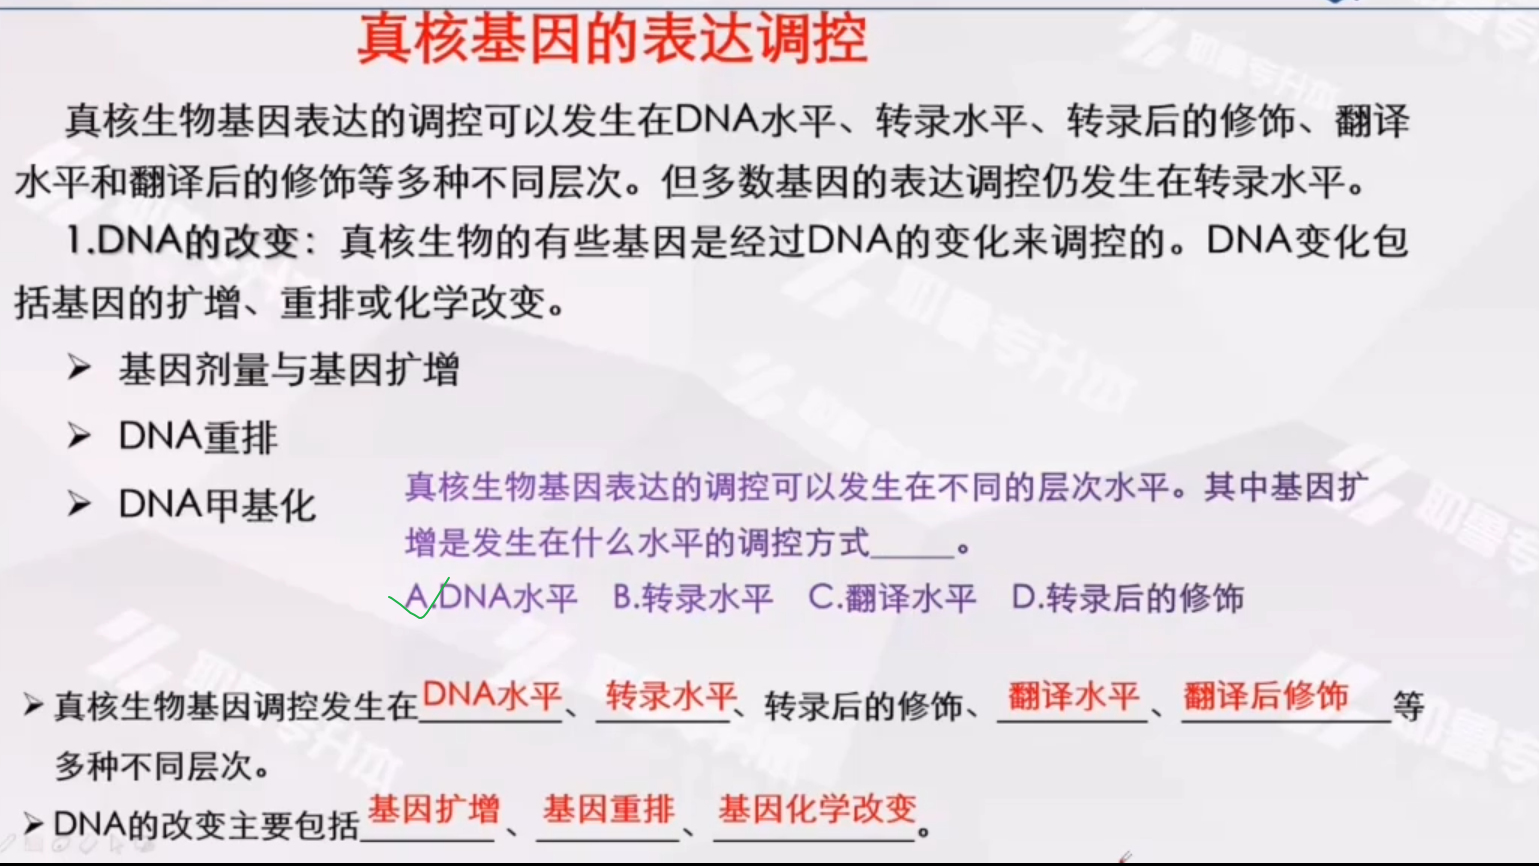 真核基因的表达调控
真核生物基因表达的调控可以发生在DNA水平、转录水平、转录后的修饰、翻译
水平和翻译后的修饰等多种不同层次。但多数基因的表达调控仍发生在转录水平。
1.DNA的改变：真核生物的有些基因是经过DNA的变化来调控的。DNA变化包
括基因的扩增、重排或化学改变。
➢ 基因剂量与基因扩增
➢ DNA重排
➢ DNA甲基化
真核生物基因表达的调控可以发生在不同的层次水平。其中基因扩
增是发生在什么水平的调控方式_____。
A.DNA水平 B.转录水平 C.翻译水平 D.转录后的修饰
➢ 真核生物基因调控发生在DNA水平、转录水平、转录后的修饰、翻译水平、翻译后修饰等
多种不同层次。
➢ DNA的改变主要包括基因扩增、基因重排、基因化学改变。